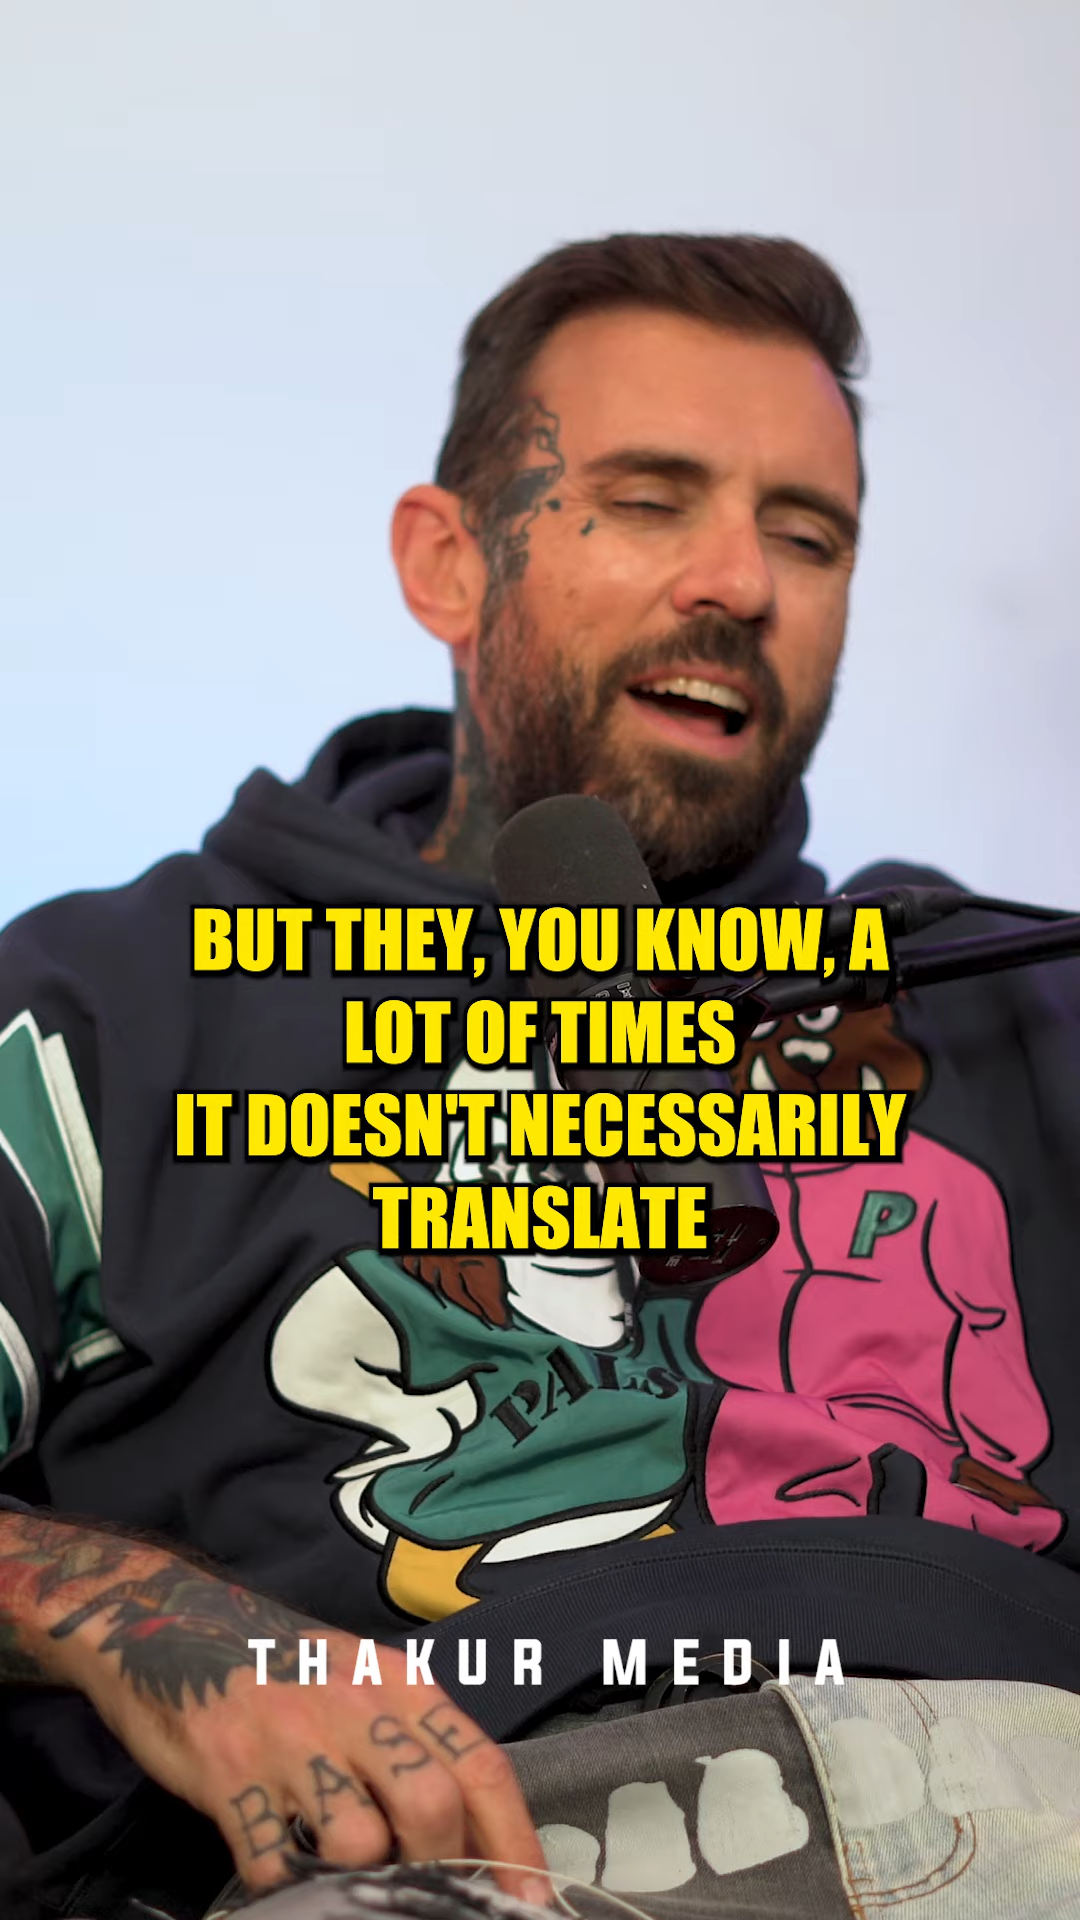 BUT THEY, YOU KNOW, A
LOT OF TIMES
IT DOESN'T NECESSARILY
TRANSLATE
P
PALS
THAKUR MEDIA
BASE